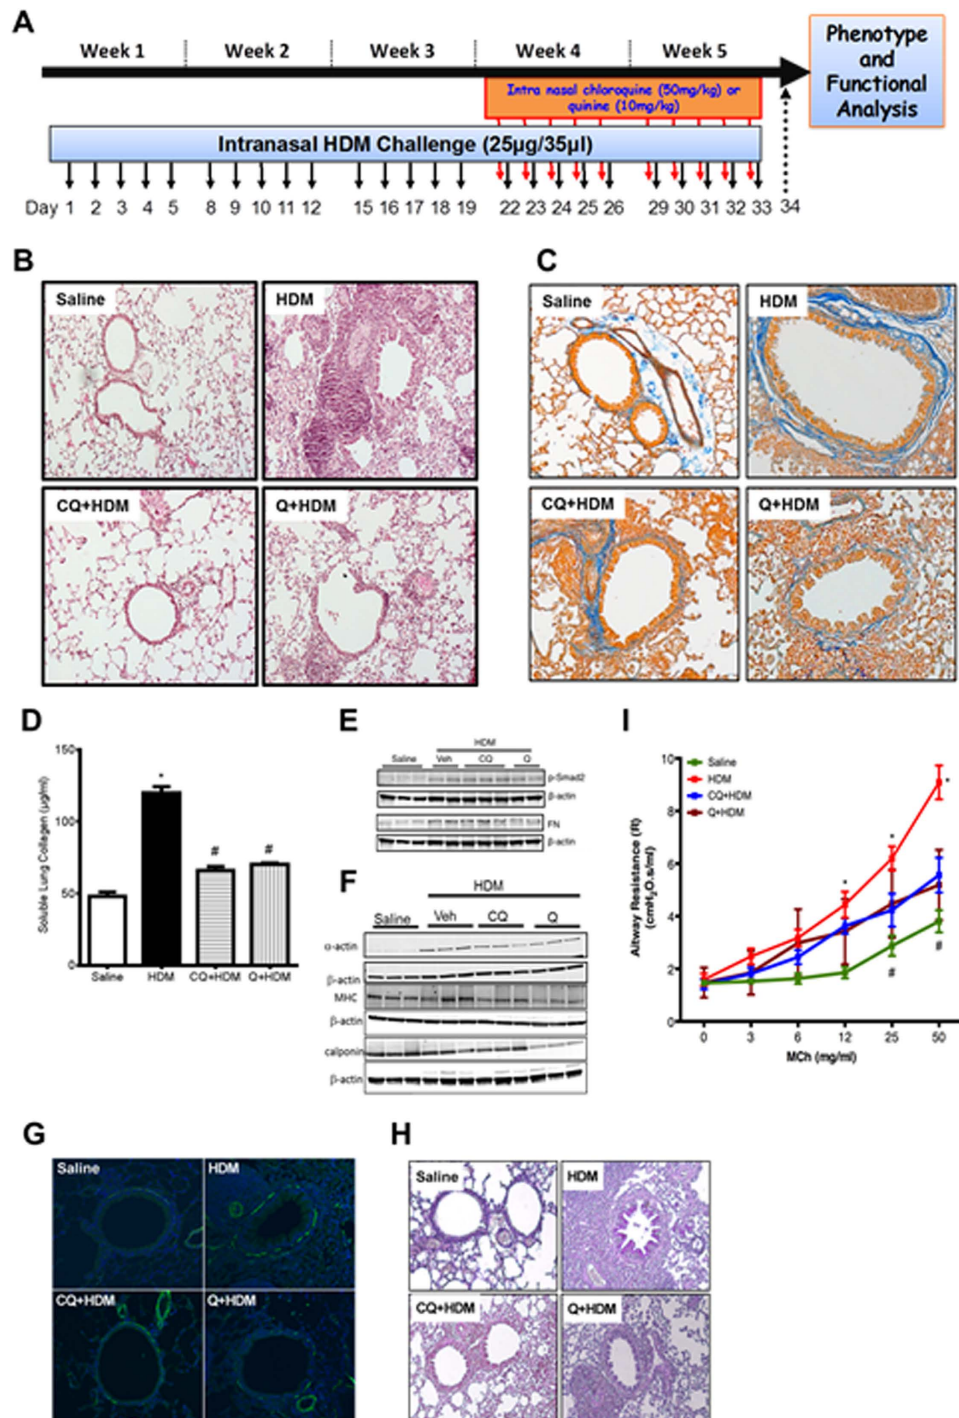 A
Week 1 Week 2 Week 3 Week 4 Week 5
Phenotype
and
Functional
Analysis
Intra nasal chloroquine (50mg/kg) or
quinine (10mg/kg)
Intranasal HDM Challenge (25µg/35µl)
Day 1 2 3 4 5 8 9 10 11 12 15 16 17 18 19 22 23 24 25 26 29 30 31 32 33 34
B
Saline HDM
CQ+HDM Q+HDM
C
Saline HDM
CQ+HDM Q+HDM
D
Soluble Lung Collagen (µg/ml)
150
100
50
0
*
#
#
Saline HDM CQ+HDM Q+HDM
E
HDM
Saline Veh CQ Q
p-Smad2
β-actin
FN
β-actin
F
HDM
Saline Veh CQ Q
α-actin
β-actin
MHC
β-actin
calponin
β-actin
I
Saline
HDM
CQ+HDM
Q+HDM
Aitway Resistance (R)
(cmH₂O.s/ml)
10
8
6
4
2
0
*
*
*
#
#
0 3 6 12 25 50
MCh (mg/ml)
G
Saline HDM
CQ+HDM Q+HDM
H
Saline HDM
CQ+HDM Q+HDM